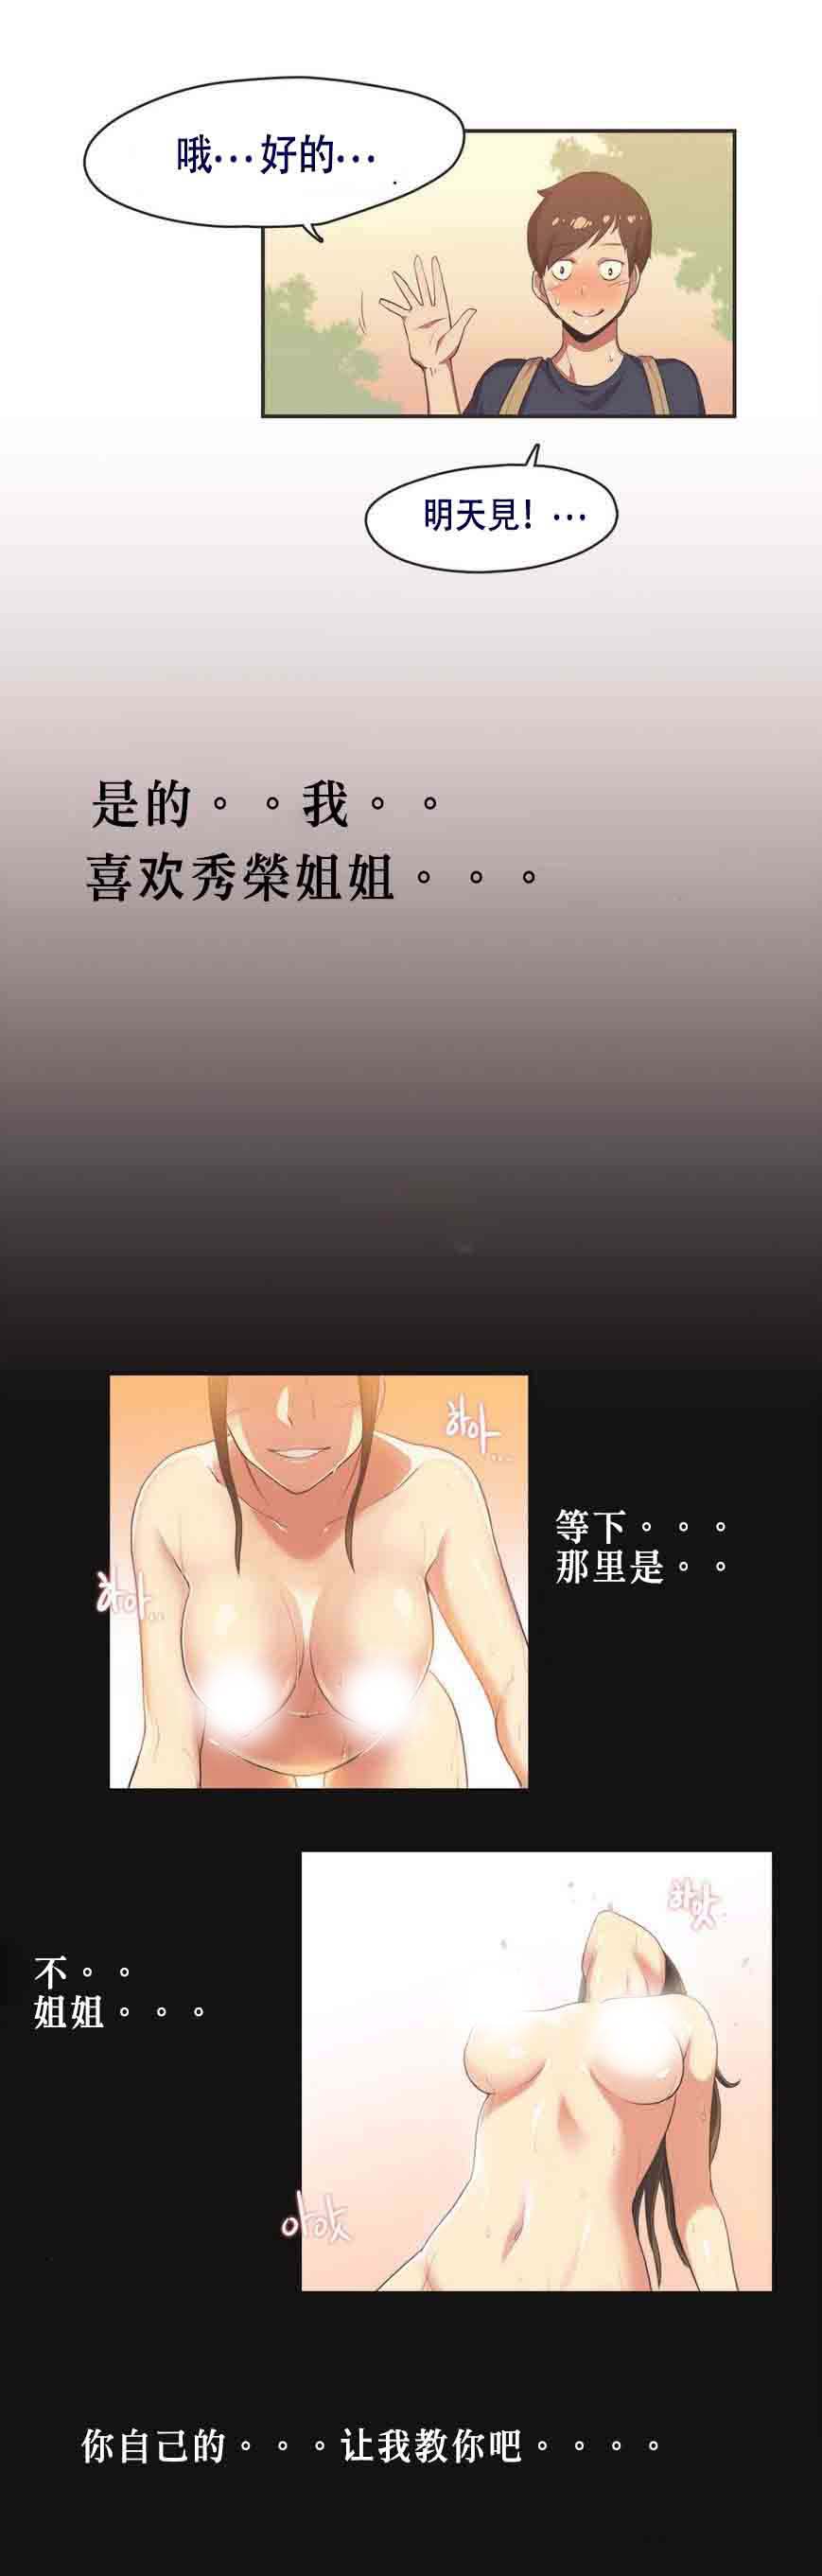 哦···好的···
明天見！···
是的。。我。。
喜欢秀榮姐姐。。。
하아...
等下。。。
那里是。。
하아..
하앗
不。。
姐姐。。。
아앗
你自己的。。。让我教你吧。。。。